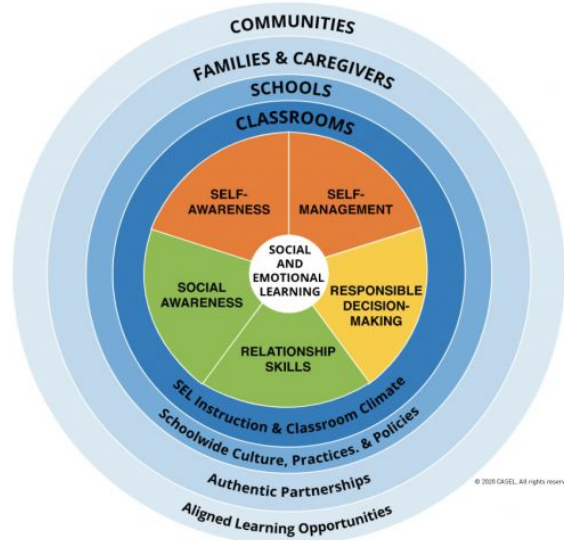 COMMUNITIES
FAMILIES & CAREGIVERS
SCHOOLS
CLASSROOMS
SELF-
AWARENESS
SELF-
MANAGEMENT
SOCIAL
AND
EMOTIONAL
LEARNING
SOCIAL
AWARENESS
RESPONSIBLE
DECISION-
MAKING
RELATIONSHIP
SKILLS
SEL Instruction & Classroom Climate
Schoolwide Culture, Practices. & Policies
Authentic Partnerships
Aligned Learning Opportunities
© 2020 CASEL. All rights reserv